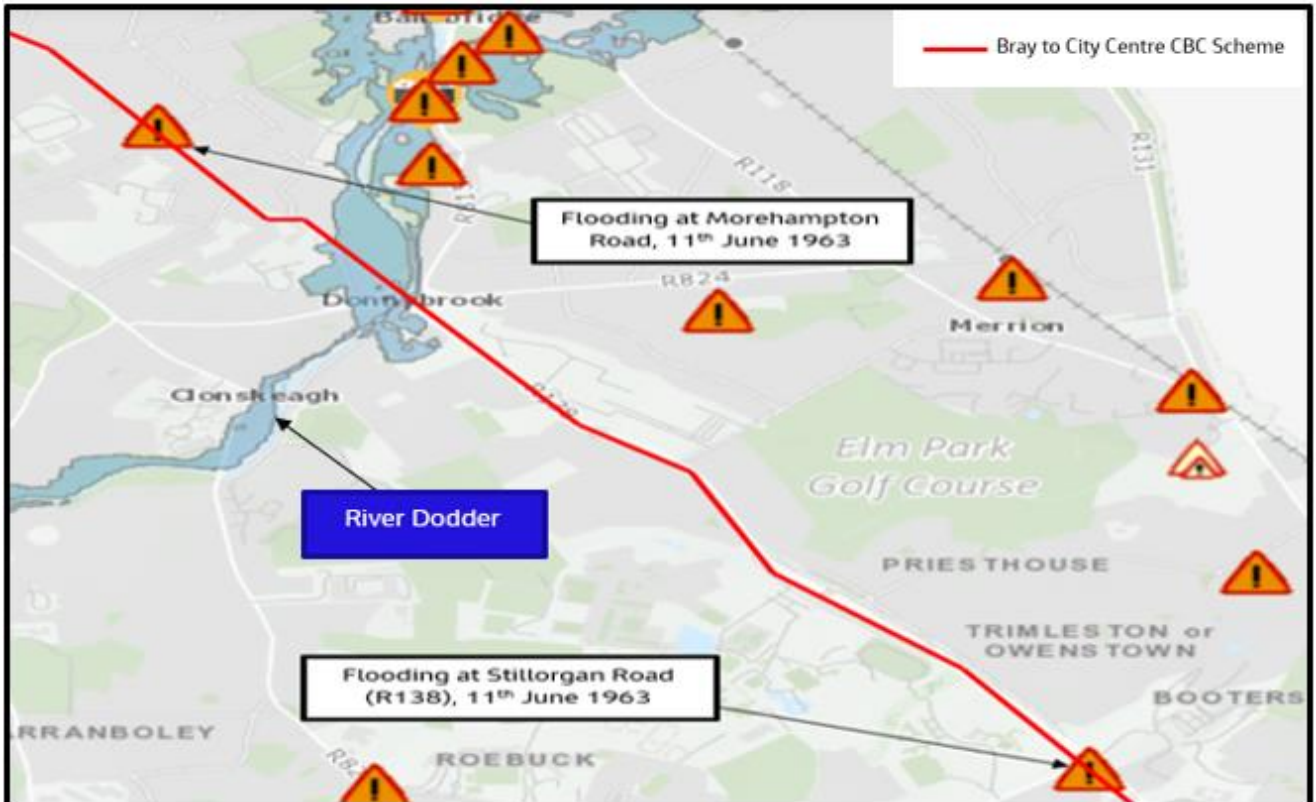 Bray to City Centre CBC Scheme
R131
R118
Flooding at Morehampton
Road, 11th June 1963
R824
Donnybrook
Merrion
Clonskeagh
Elm Park
Golf Course
River Dodder
PRIESTHOUSE
TRIMLESTON or
OWENSTOWN
Flooding at Stillorgan Road
(R138), 11th June 1963
BOOTERS
RRANBOLEY
ROEBUCK